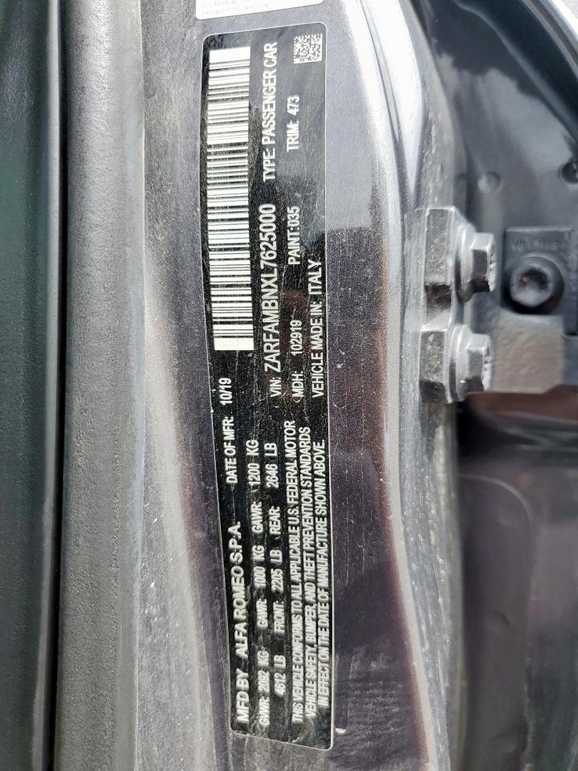 MFD BY ALFA ROMEO S.P.A. DATE OF MFR: 10/19
GVWR: 2092 KG GAWR: 1000 KG GAWR: 1200 KG
4612 LB FRONT: 2205 LB REAR: 2646 LB
THIS VEHICLE CONFORMS TO ALL APPLICABLE U.S. FEDERAL MOTOR
VEHICLE SAFETY, BUMPER, AND THEFT PREVENTION STANDARDS
IN EFFECT ON THE DATE OF MANUFACTURE SHOWN ABOVE.
VIN: ZARFAMBNXL7625000 TYPE: PASSENGER CAR
MDH: 102919 PAINT:035 TRIM: 473
VEHICLE MADE IN: ITALY